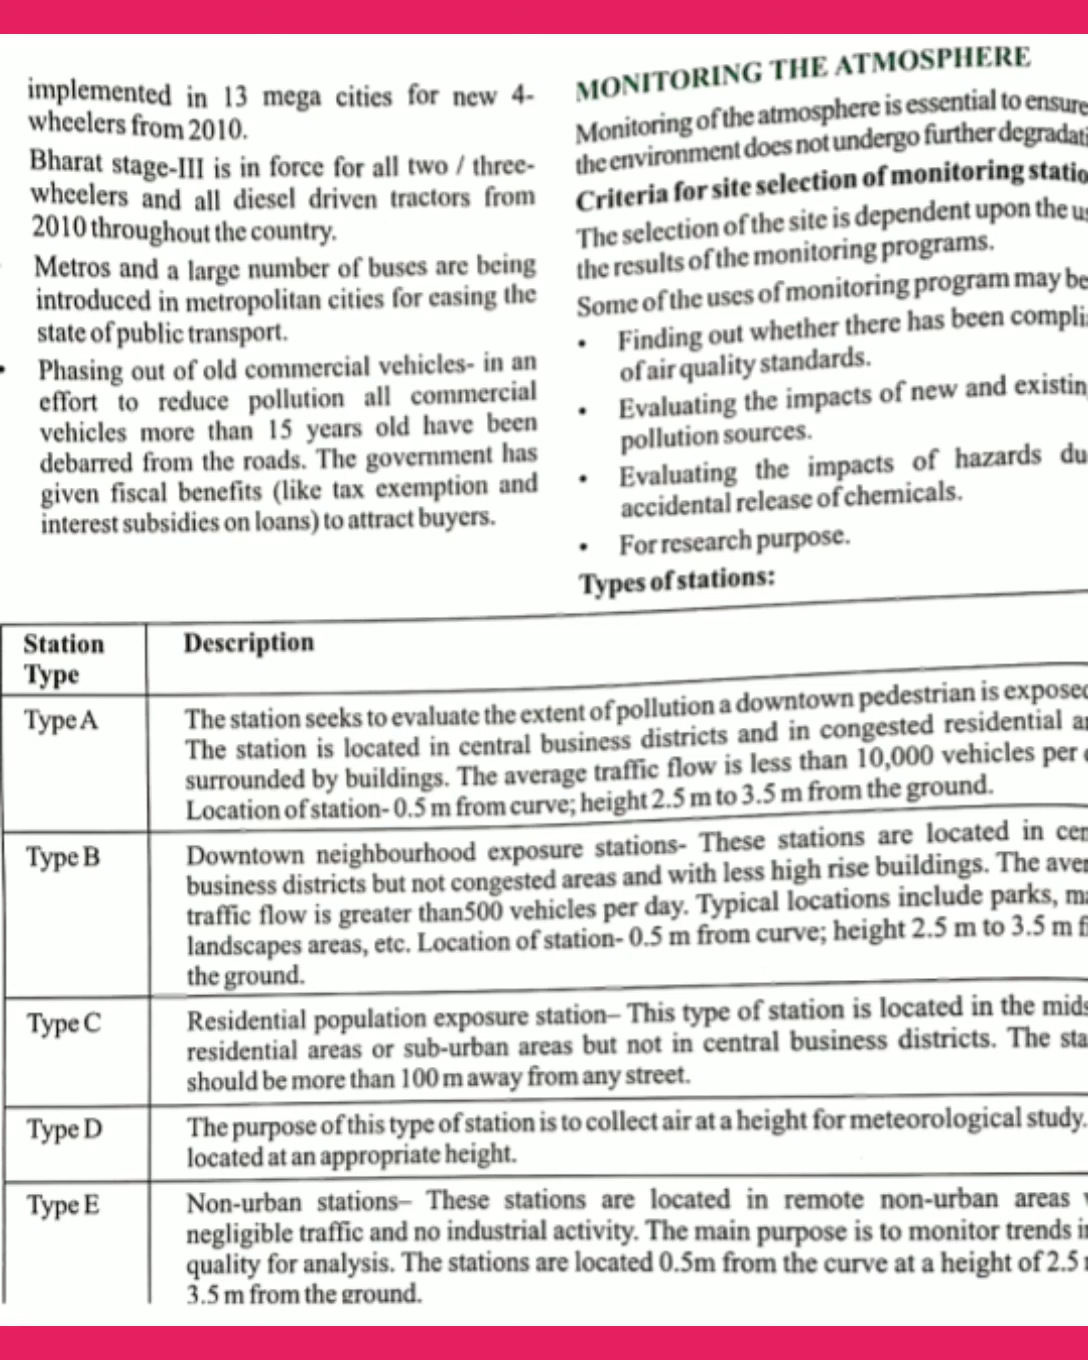 implemented in 13 mega cities for new 4-
wheelers from 2010.
Bharat stage-III is in force for all two / three-
wheelers and all diesel driven tractors from
2010 throughout the country.
Metros and a large number of buses are being
introduced in metropolitan cities for easing the
state of public transport.
• Phasing out of old commercial vehicles- in an
effort to reduce pollution all commercial
vehicles more than 15 years old have been
debarred from the roads. The government has
given fiscal benefits (like tax exemption and
interest subsidies on loans) to attract buyers.
MONITORING THE ATMOSPHERE
Monitoring of the atmosphere is essential to ensure
the environment does not undergo further
Criteria for site selection of monitoring
The selection of the site is dependent upon the
the results of the monitoring programs.
Some of the uses of monitoring program may be
• Finding out whether there has been
of air quality standards.
• Evaluating the impacts of new and
pollution sources.
• Evaluating the impacts of hazards
accidental release of chemicals.
• For research purpose.
Types of stations:
Station
Type
Description
Type A
The station seeks to evaluate the extent of pollution a downtown pedestrian is exposed
The station is located in central business districts and in congested residential
surrounded by buildings. The average traffic flow is less than 10,000 vehicles per
Location of station- 0.5 m from curve; height 2.5 m to 3.5 m from the ground.
Type B
Downtown neighbourhood exposure stations- These stations are located in
business districts but not congested areas and with less high rise buildings. The
traffic flow is greater than500 vehicles per day. Typical locations include parks,
landscapes areas, etc. Location of station- 0.5 m from curve; height 2.5 m to 3.5 m
the ground.
Type C
Residential population exposure station– This type of station is located in the
residential areas or sub-urban areas but not in central business districts. The
should be more than 100 m away from any street.
Type D
The purpose of this type of station is to collect air at a height for meteorological study.
located at an appropriate height.
Type E
Non-urban stations– These stations are located in remote non-urban areas
negligible traffic and no industrial activity. The main purpose is to monitor trends
quality for analysis. The stations are located 0.5m from the curve at a height of 2.5
3.5 m from the ground.